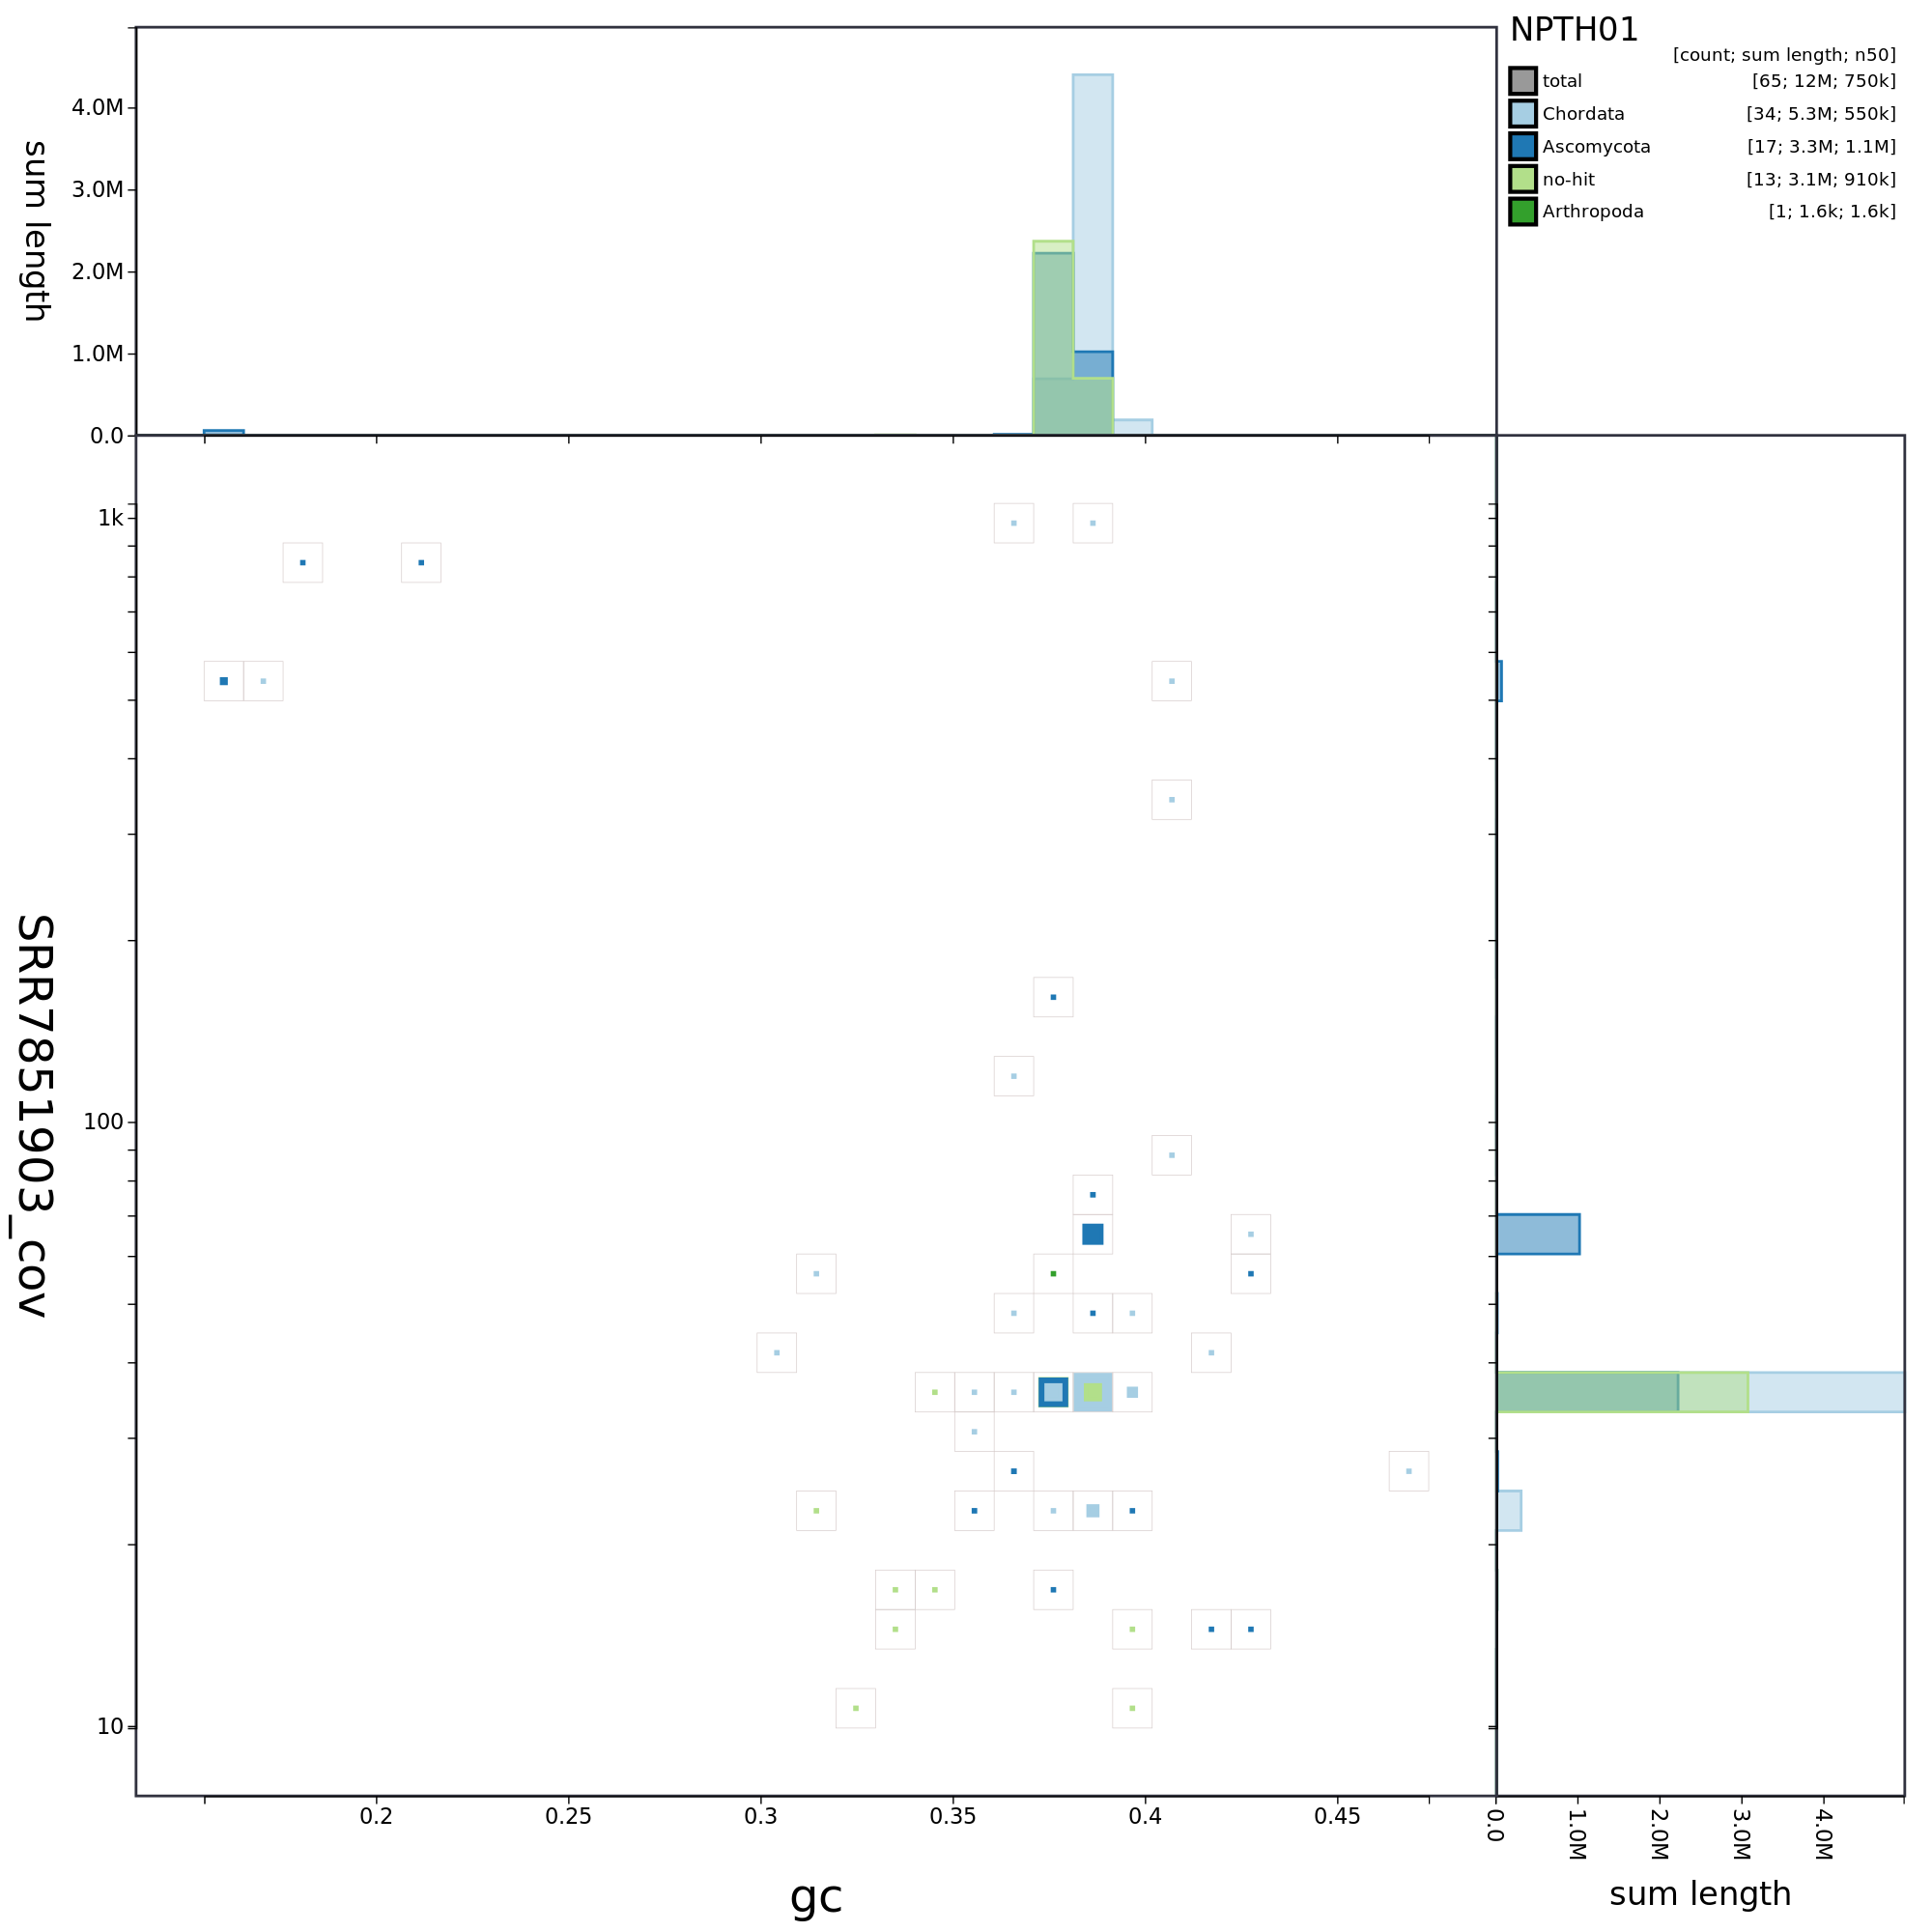 NPTH01
[count; sum length; n50]
total [65; 12M; 750k]
Chordata [34; 5.3M; 550k]
Ascomycota [17; 3.3M; 1.1M]
no-hit [13; 3.1M; 910k]
Arthropoda [1; 1.6k; 1.6k]
sum length
4.0M
3.0M
2.0M
1.0M
0.0
SRR7851903_cov
1k
100
10
0.2 0.25 0.3 0.35 0.4 0.45
gc
0.0 1.0M 2.0M 3.0M 4.0M
sum length